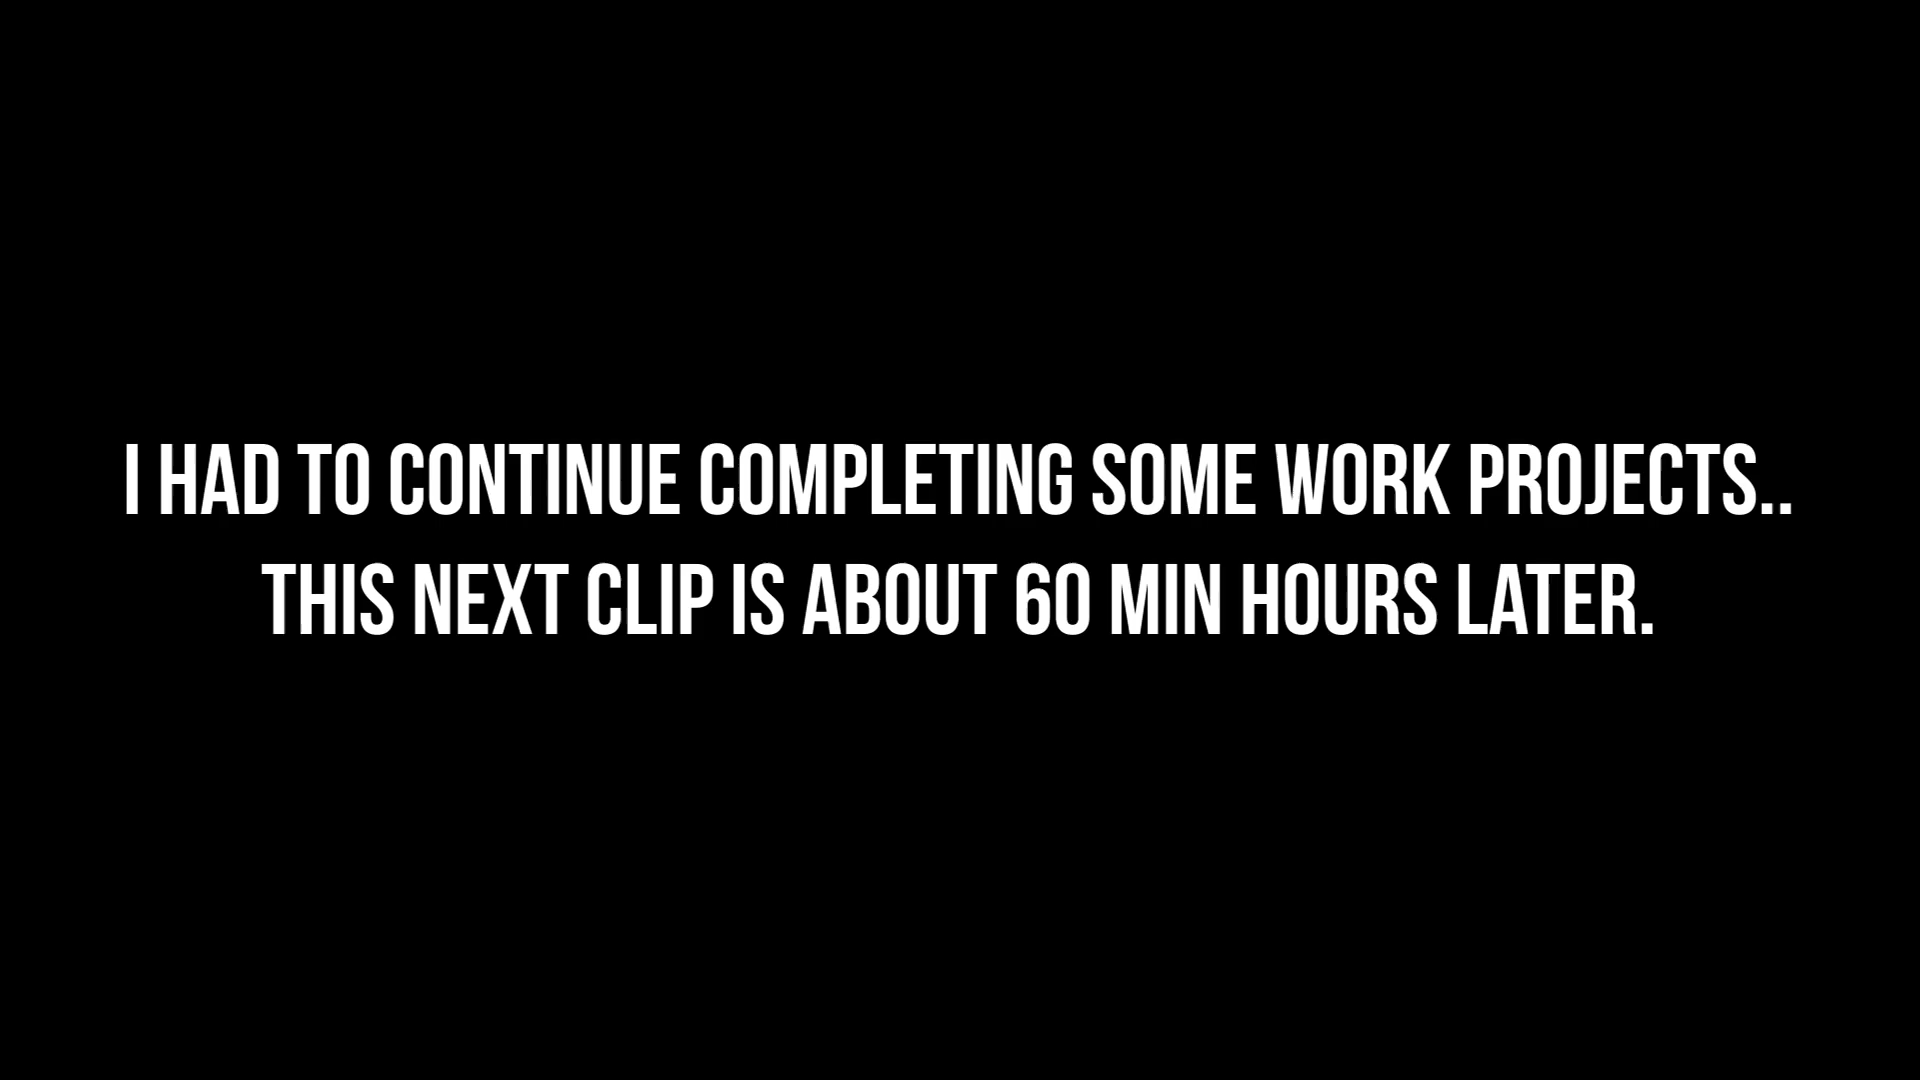 I HAD TO CONTINUE COMPLETING SOME WORK PROJECTS..
THIS NEXT CLIP IS ABOUT 60 MIN HOURS LATER.